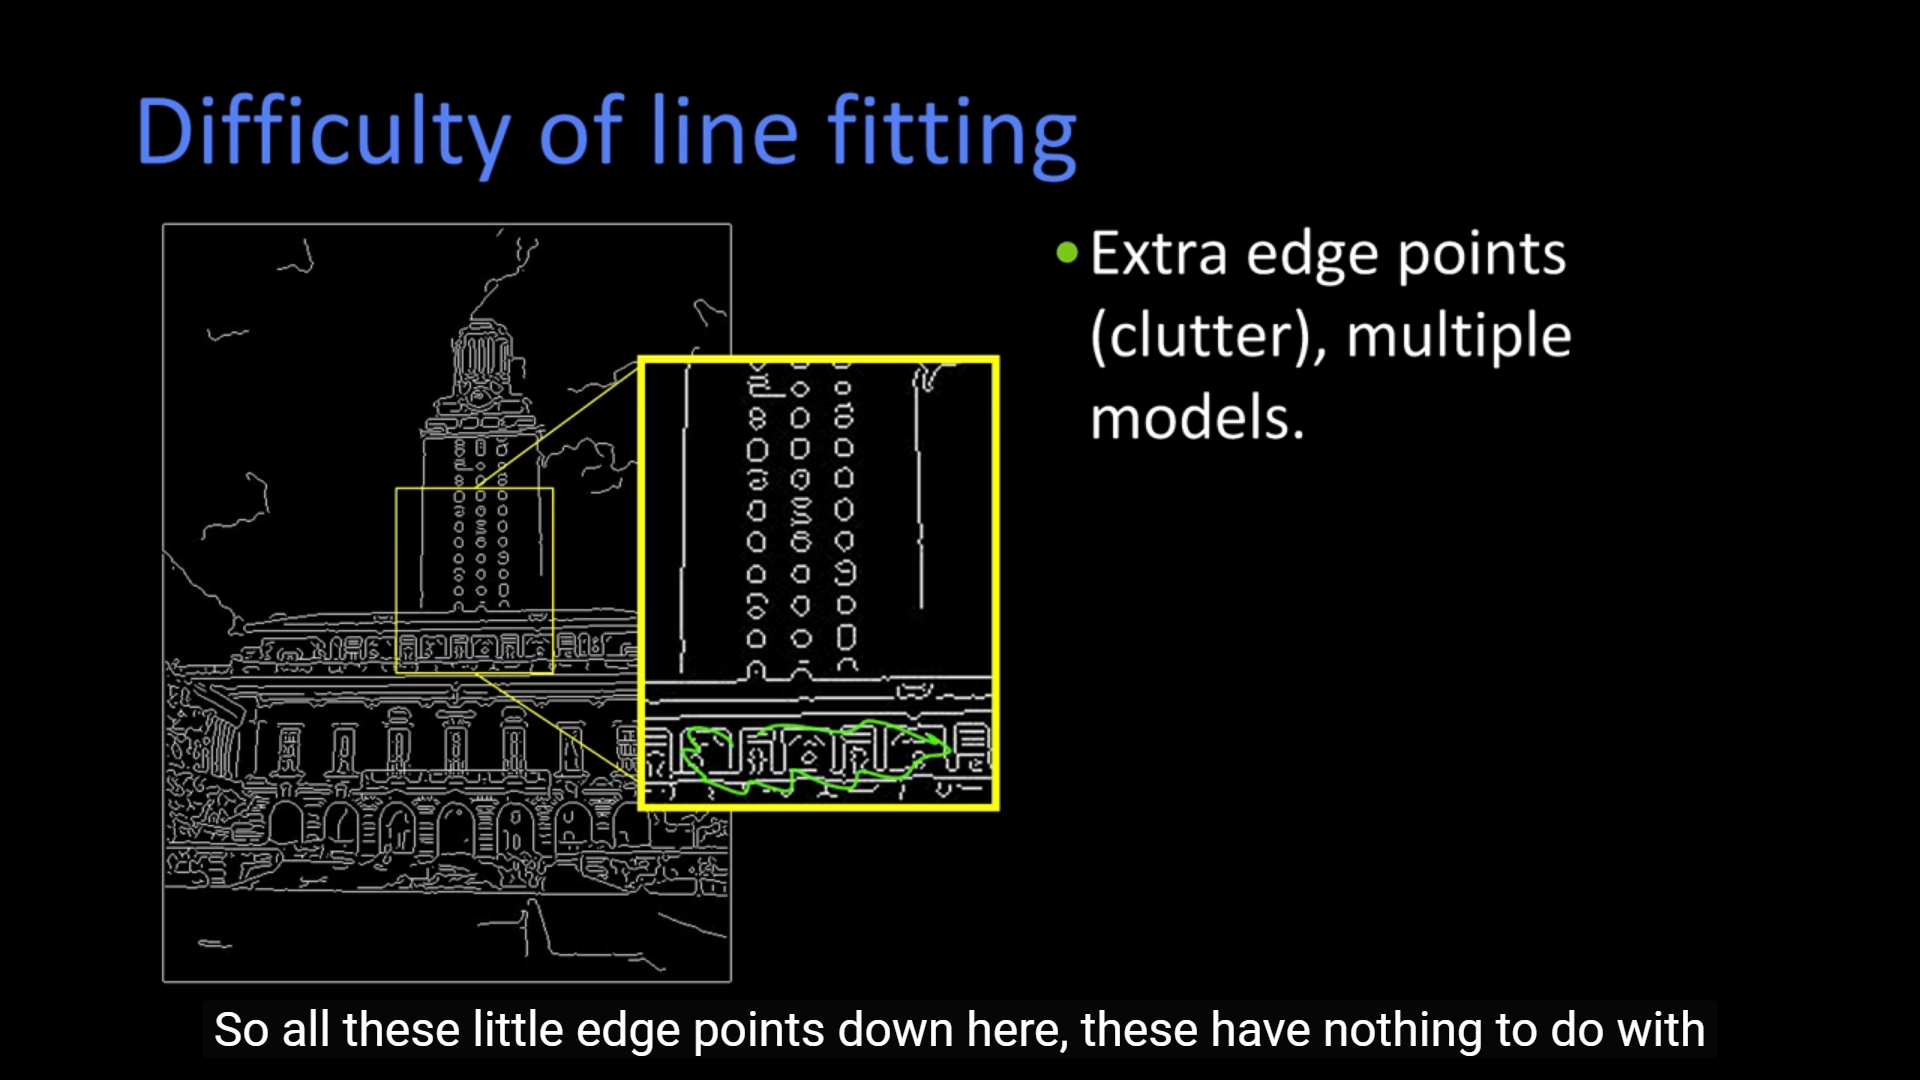 Difficulty of line fitting
• Extra edge points
(clutter), multiple
models.
So all these little edge points down here, these have nothing to do with